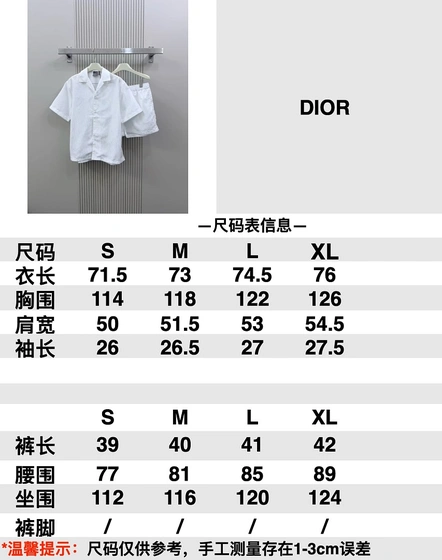 DIOR
—尺码表信息—
尺码 S M L XL
衣长 71.5 73 74.5 76
胸围 114 118 122 126
肩宽 50 51.5 53 54.5
袖长 26 26.5 27 27.5
S M L XL
裤长 39 40 41 42
腰围 77 81 85 89
坐围 112 116 120 124
裤脚 / / / /
*温馨提示：尺码仅供参考，手工测量存在1-3cm误差